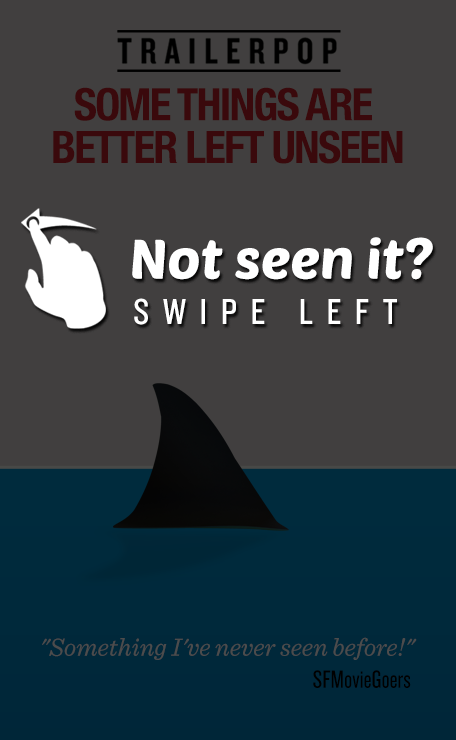 TRAILERPOP
SOME THINGS ARE
BETTER LEFT UNSEEN
Not seen it?
SWIPE LEFT
"Something I've never seen before!"
SFMovieGoers